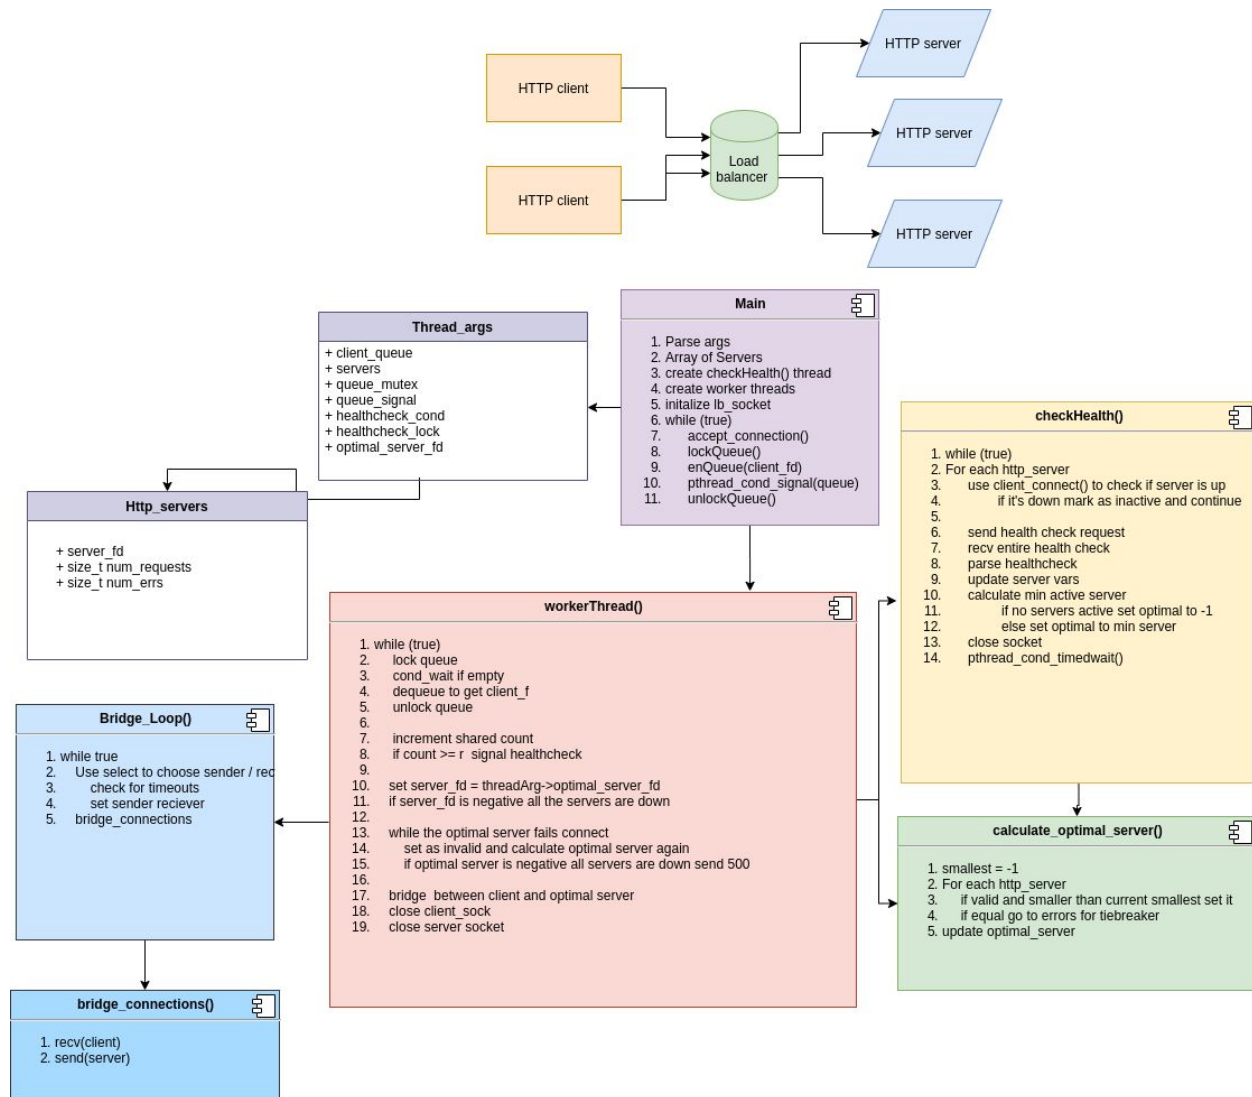 HTTP server
HTTP client
HTTP server
Load
balancer
HTTP client
HTTP server
Main
1. Parse args
2. Array of Servers
3. create checkHealth() thread
4. create worker threads
5. initalize lb_socket
6. while (true)
7. accept_connection()
8. lockQueue()
9. enQueue(client_fd)
10. pthread_cond_signal(queue)
11. unlockQueue()
Thread_args
+ client_queue
+ servers
+ queue_mutex
+ queue_signal
+ healthcheck_cond
+ healthcheck_lock
+ optimal_server_fd
Http_servers
+ server_fd
+ size_t num_requests
+ size_t num_errs
checkHealth()
1. while (true)
2. For each http_server
3. use client_connect() to check if server is up
4. if it's down mark as inactive and continue
5.
6. send health check request
7. recv entire health check
8. parse healthcheck
9. update server vars
10. calculate min active server
11. if no servers active set optimal to -1
12. else set optimal to min server
13. close socket
14. pthread_cond_timedwait()
workerThread()
1. while (true)
2. lock queue
3. cond_wait if empty
4. dequeue to get client_f
5. unlock queue
6.
7. increment shared count
8. if count >= r signal healthcheck
9.
10. set server_fd = threadArg->optimal_server_fd
11. if server_fd is negative all the servers are down
12.
13. while the optimal server fails connect
14. set as invalid and calculate optimal server again
15. if optimal server is negative all servers are down send 500
16.
17. bridge between client and optimal server
18. close client_sock
19. close server socket
Bridge_Loop()
1. while true
2. Use select to choose sender / rec
3. check for timeouts
4. set sender reciever
5. bridge_connections
calculate_optimal_server()
1. smallest = -1
2. For each http_server
3. if valid and smaller than current smallest set it
4. if equal go to errors for tiebreaker
5. update optimal_server
bridge_connections()
1. recv(client)
2. send(server)